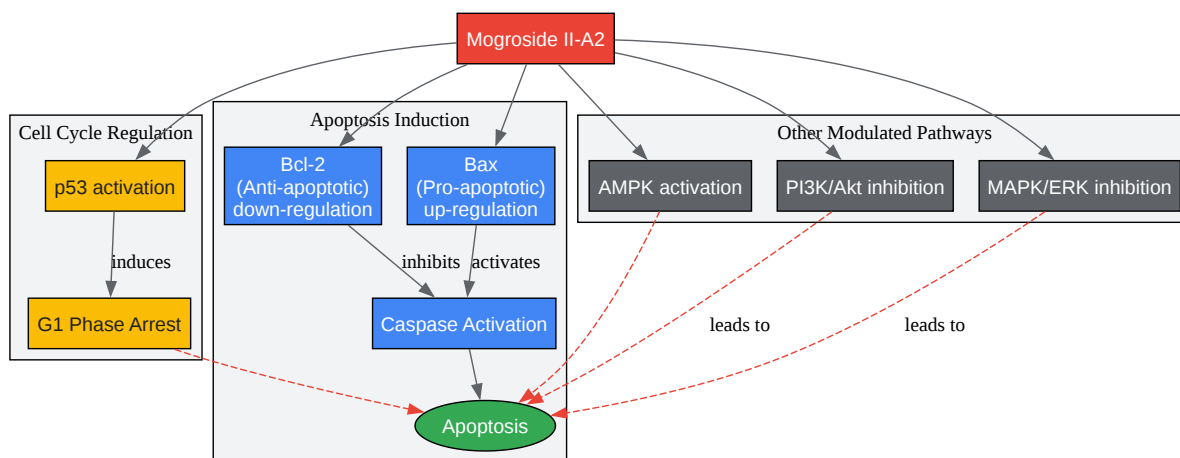 Mogroside II-A2
Cell Cycle Regulation
p53 activation
induces
G1 Phase Arrest
Apoptosis Induction
Bcl-2
(Anti-apoptotic)
down-regulation
Bax
(Pro-apoptotic)
up-regulation
inhibits
activates
Caspase Activation
Apoptosis
Other Modulated Pathways
AMPK activation
PI3K/Akt inhibition
MAPK/ERK inhibition
leads to
leads to